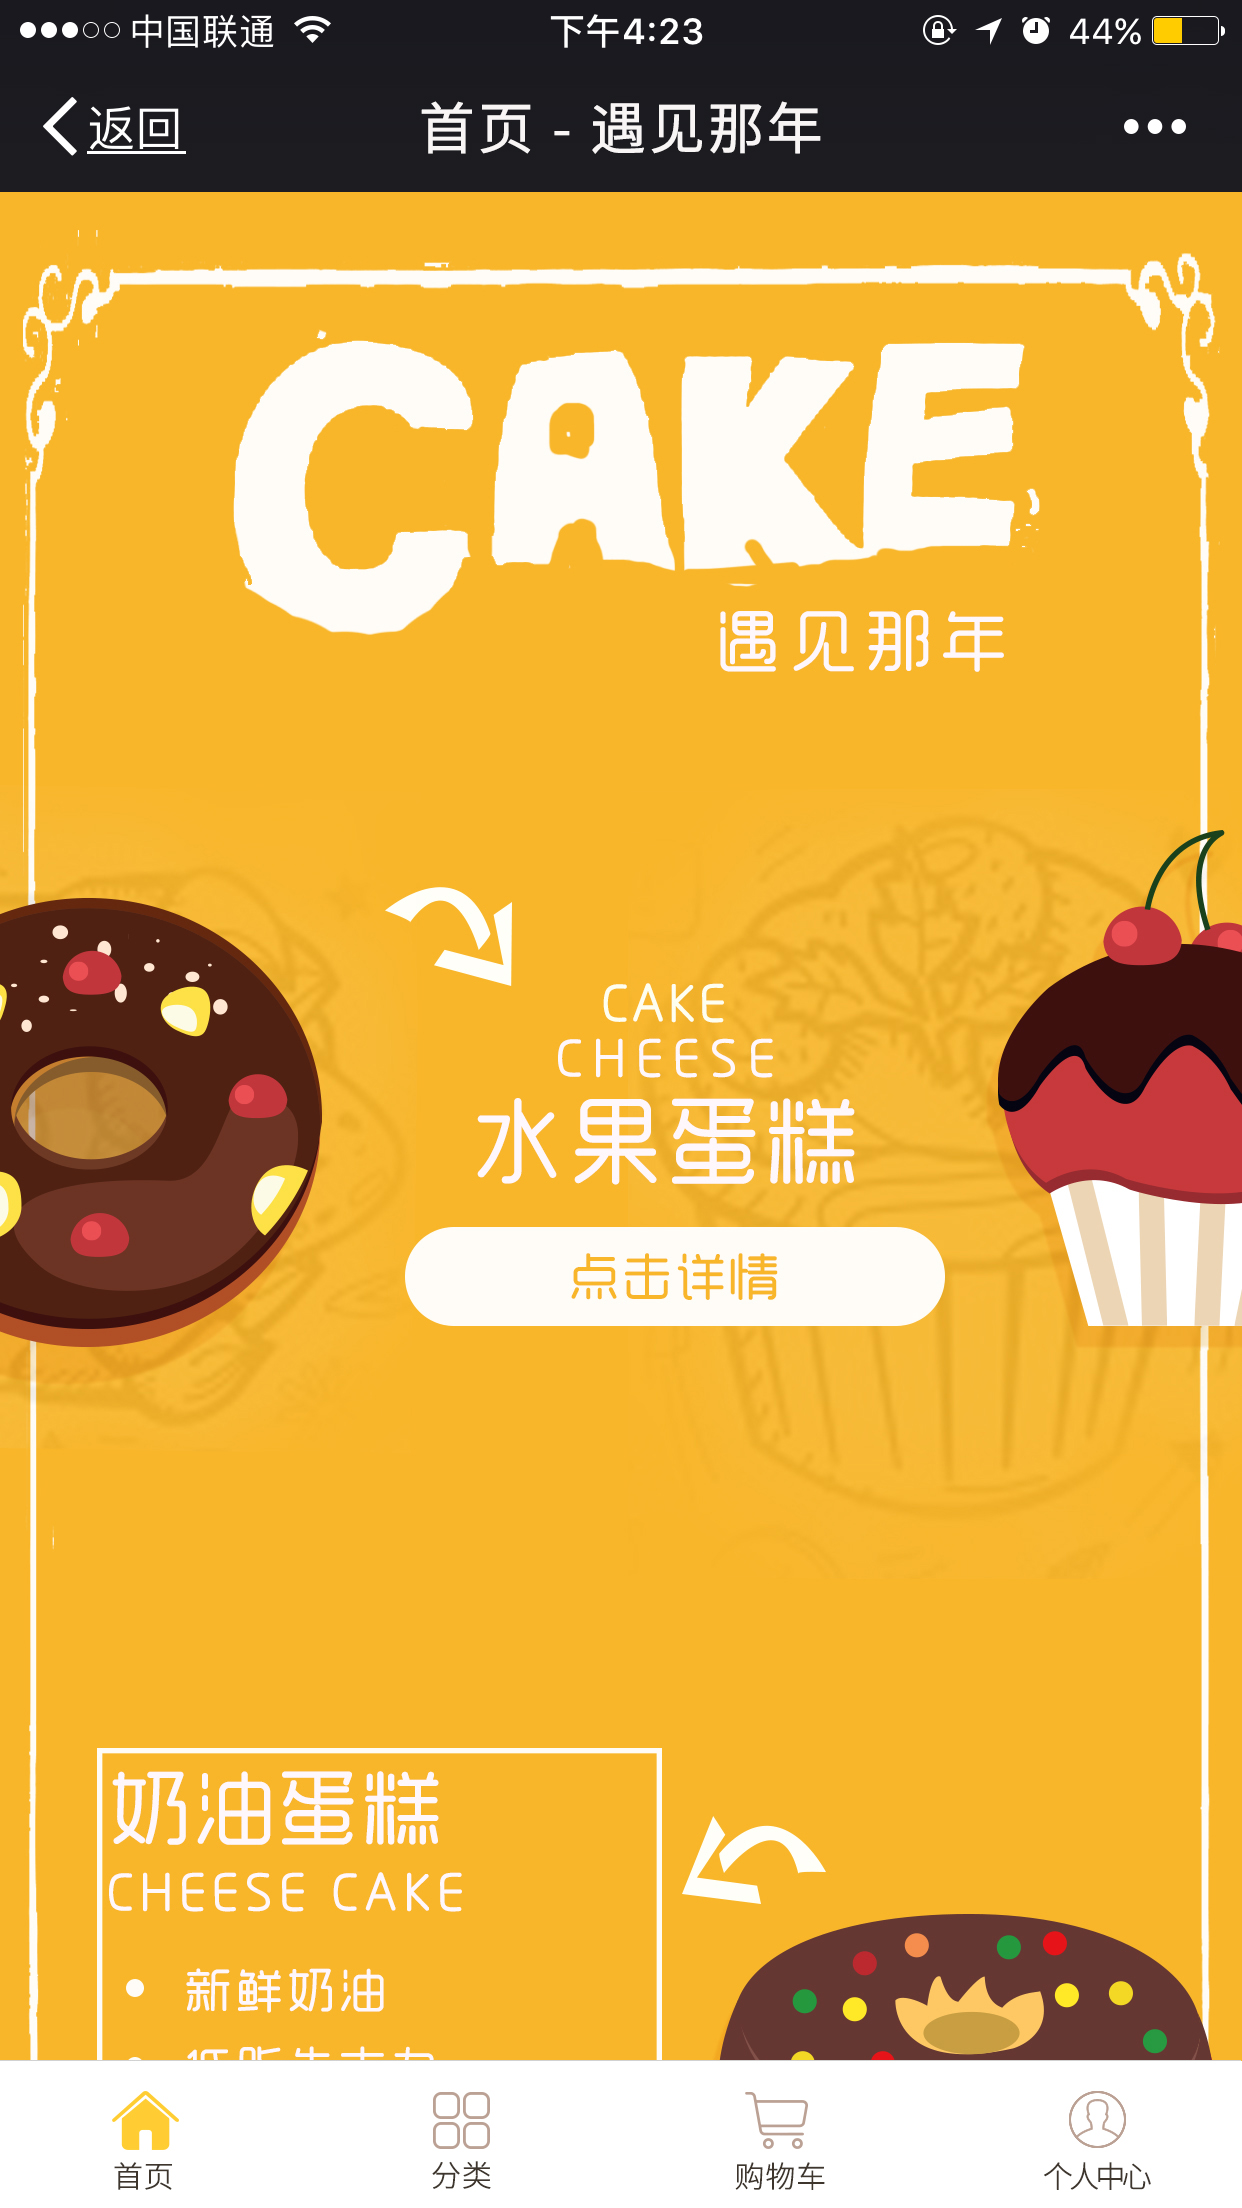 中国联通 下午4:23 44%
返回 首页 - 遇见那年
CAKE
遇见那年
CAKE
CHEESE
水果蛋糕
点击详情
奶油蛋糕
CHEESE CAKE
• 新鲜奶油
首页 分类 购物车 个人中心